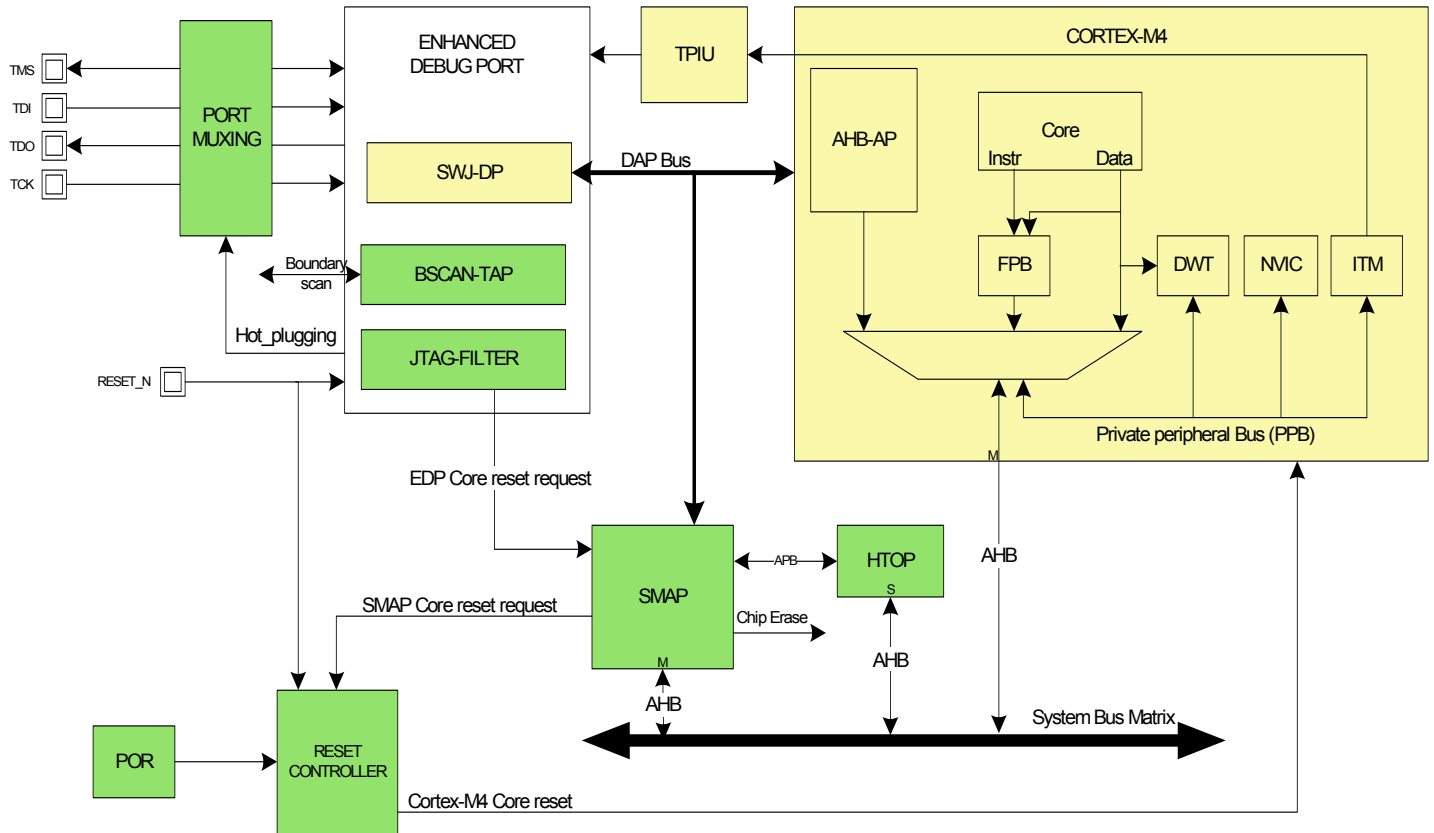 ENHANCED
DEBUG PORT
TPIU
CORTEX-M4
TMS
TDI
TDO
TCK
PORT
MUXING
AHB-AP
Core
Instr
Data
SWJ-DP
DAP Bus
Boundary
scan
BSCAN-TAP
FPB
DWT
NVIC
ITM
Hot_plugging
JTAG-FILTER
RESET_N
Private peripheral Bus (PPB)
M
EDP Core reset request
SMAP
APB
HTOP
S
AHB
SMAP Core reset request
Chip Erase
M
AHB
AHB
System Bus Matrix
POR
RESET
CONTROLLER
Cortex-M4 Core reset